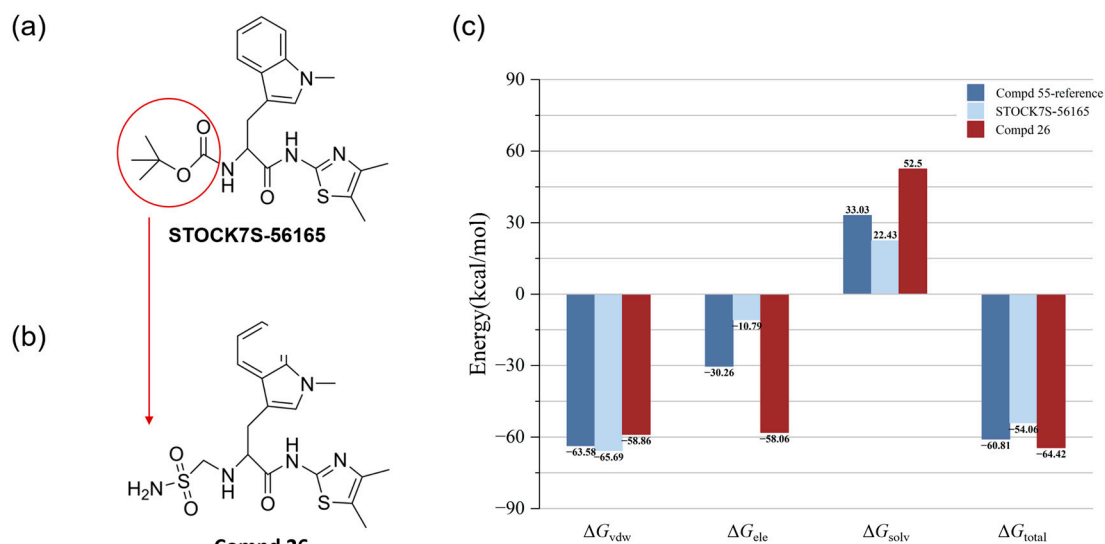 (a)
N
O
O
N
H
O
H
N
N
S
STOCK7S-56165
(b)
N
O
S
O
H₂N
N
H
O
H
N
N
S
Compd 26
(c)
Energy(kcal/mol)
90
60
30
0
−30
−60
−90
Compd 55-reference
STOCK7S-56165
Compd 26
−63.58
−65.69
−58.86
−30.26
−10.79
−58.06
33.03
22.43
52.5
−60.81
−54.06
−64.42
ΔGvdw
ΔGele
ΔGsolv
ΔGtotal